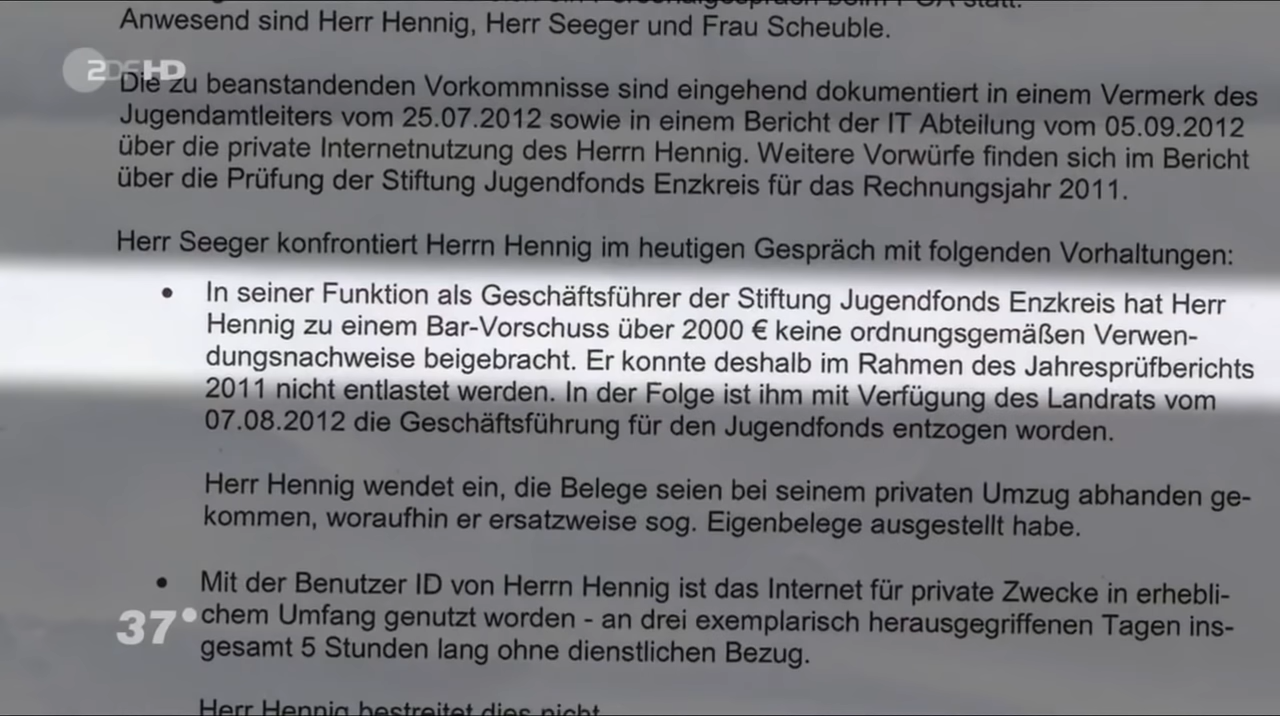 Anwesend sind Herr Hennig, Herr Seeger und Frau Scheuble.
ZDFHD
Die zu beanstandenden Vorkommnisse sind eingehend dokumentiert in einem Vermerk des
Jugendamtleiters vom 25.07.2012 sowie in einem Bericht der IT Abteilung vom 05.09.2012
über die private Internetnutzung des Herrn Hennig. Weitere Vorwürfe finden sich im Bericht
über die Prüfung der Stiftung Jugendfonds Enzkreis für das Rechnungsjahr 2011.
Herr Seeger konfrontiert Herrn Hennig im heutigen Gespräch mit folgenden Vorhaltungen:
• In seiner Funktion als Geschäftsführer der Stiftung Jugendfonds Enzkreis hat Herr
Hennig zu einem Bar-Vorschuss über 2000 € keine ordnungsgemäßen Verwen-
dungsnachweise beigebracht. Er konnte deshalb im Rahmen des Jahresprüfberichts
2011 nicht entlastet werden. In der Folge ist ihm mit Verfügung des Landrats vom
07.08.2012 die Geschäftsführung für den Jugendfonds entzogen worden.
Herr Hennig wendet ein, die Belege seien bei seinem privaten Umzug abhanden ge-
kommen, woraufhin er ersatzweise sog. Eigenbelege ausgestellt habe.
• Mit der Benutzer ID von Herrn Hennig ist das Internet für private Zwecke in erhebli-
chem Umfang genutzt worden - an drei exemplarisch herausgegriffenen Tagen ins-
gesamt 5 Stunden lang ohne dienstlichen Bezug.
37°
Herr Hennig bestreitet dies nicht